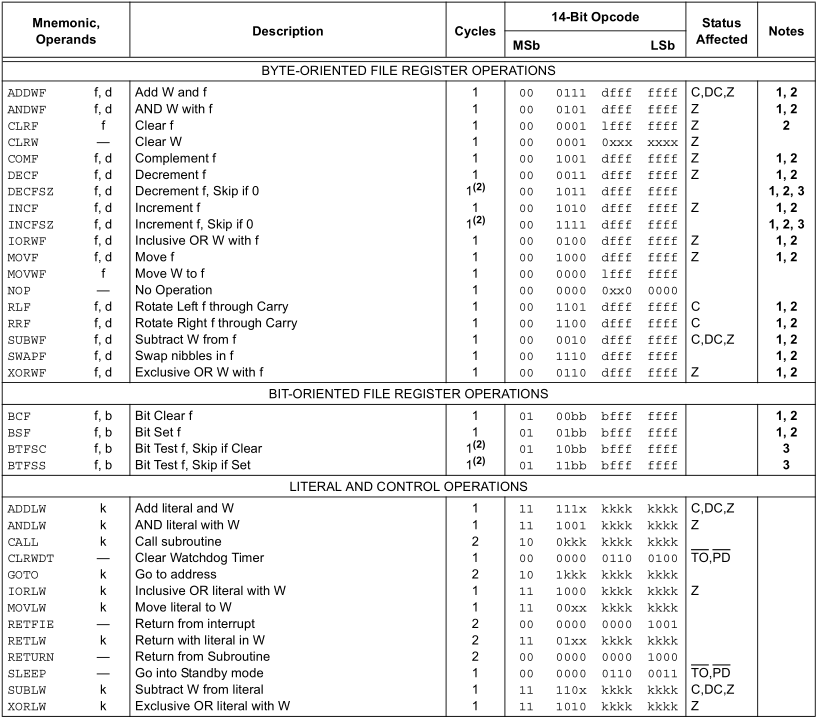 Mnemonic, Operands Description Cycles 14-Bit Opcode Status Affected Notes
MSb LSb
BYTE-ORIENTED FILE REGISTER OPERATIONS
ADDWF f, d Add W and f 1 00 0111 dfff ffff C,DC,Z 1, 2
ANDWF f, d AND W with f 1 00 0101 dfff ffff Z 1, 2
CLRF f Clear f 1 00 0001 lfff ffff Z 2
CLRW — Clear W 1 00 0001 0xxx xxxx Z
COMF f, d Complement f 1 00 1001 dfff ffff Z 1, 2
DECF f, d Decrement f 1 00 0011 dfff ffff Z 1, 2
DECFSZ f, d Decrement f, Skip if 0 1(2) 00 1011 dfff ffff 1, 2, 3
INCF f, d Increment f 1 00 1010 dfff ffff Z 1, 2
INCFSZ f, d Increment f, Skip if 0 1(2) 00 1111 dfff ffff 1, 2, 3
IORWF f, d Inclusive OR W with f 1 00 0100 dfff ffff Z 1, 2
MOVF f, d Move f 1 00 1000 dfff ffff Z 1, 2
MOVWF f Move W to f 1 00 0000 lfff ffff
NOP — No Operation 1 00 0000 0xx0 0000
RLF f, d Rotate Left f through Carry 1 00 1101 dfff ffff C 1, 2
RRF f, d Rotate Right f through Carry 1 00 1100 dfff ffff C 1, 2
SUBWF f, d Subtract W from f 1 00 0010 dfff ffff C,DC,Z 1, 2
SWAPF f, d Swap nibbles in f 1 00 1110 dfff ffff 1, 2
XORWF f, d Exclusive OR W with f 1 00 0110 dfff ffff Z 1, 2
BIT-ORIENTED FILE REGISTER OPERATIONS
BCF f, b Bit Clear f 1 01 00bb bfff ffff 1, 2
BSF f, b Bit Set f 1 01 01bb bfff ffff 1, 2
BTFSC f, b Bit Test f, Skip if Clear 1(2) 01 10bb bfff ffff 3
BTFSS f, b Bit Test f, Skip if Set 1(2) 01 11bb bfff ffff 3
LITERAL AND CONTROL OPERATIONS
ADDLW k Add literal and W 1 11 111x kkkk kkkk C,DC,Z
ANDLW k AND literal with W 1 11 1001 kkkk kkkk Z
CALL k Call subroutine 2 10 0kkk kkkk kkkk
CLRWDT — Clear Watchdog Timer 1 00 0000 0110 0100 T̅O̅,P̅D̅
GOTO k Go to address 2 10 1kkk kkkk kkkk
IORLW k Inclusive OR literal with W 1 11 1000 kkkk kkkk Z
MOVLW k Move literal to W 1 11 00xx kkkk kkkk
RETFIE — Return from interrupt 2 00 0000 0000 1001
RETLW k Return with literal in W 2 11 01xx kkkk kkkk
RETURN — Return from Subroutine 2 00 0000 0000 1000
SLEEP — Go into Standby mode 1 00 0000 0110 0011 T̅O̅,P̅D̅
SUBLW k Subtract W from literal 1 11 110x kkkk kkkk C,DC,Z
XORLW k Exclusive OR literal with W 1 11 1010 kkkk kkkk Z